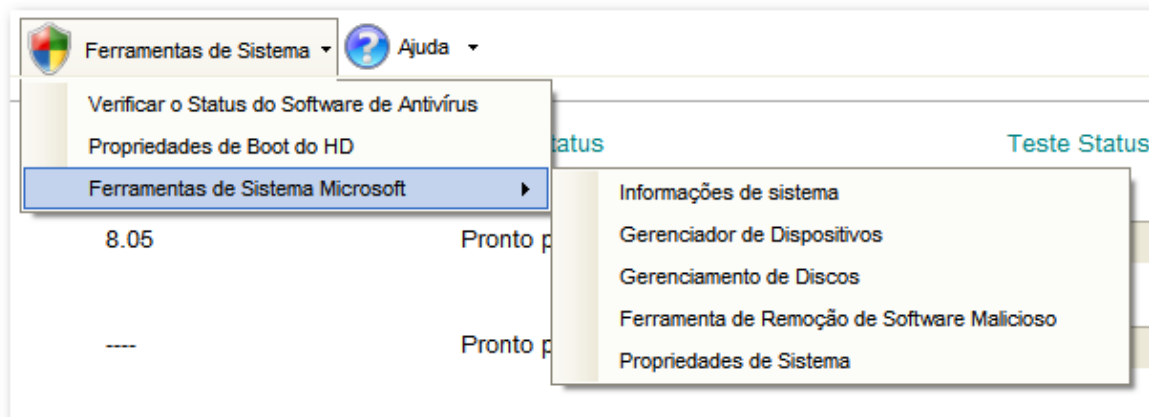 Ferramentas de Sistema Ajuda
Verificar o Status do Software de Antivírus
Propriedades de Boot do HD
Teste Status
Ferramentas de Sistema Microsoft
Informações de sistema
8.05 Pronto
Gerenciador de Dispositivos
Gerenciamento de Discos
Ferramenta de Remoção de Software Malicioso
---- Pronto
Propriedades de Sistema